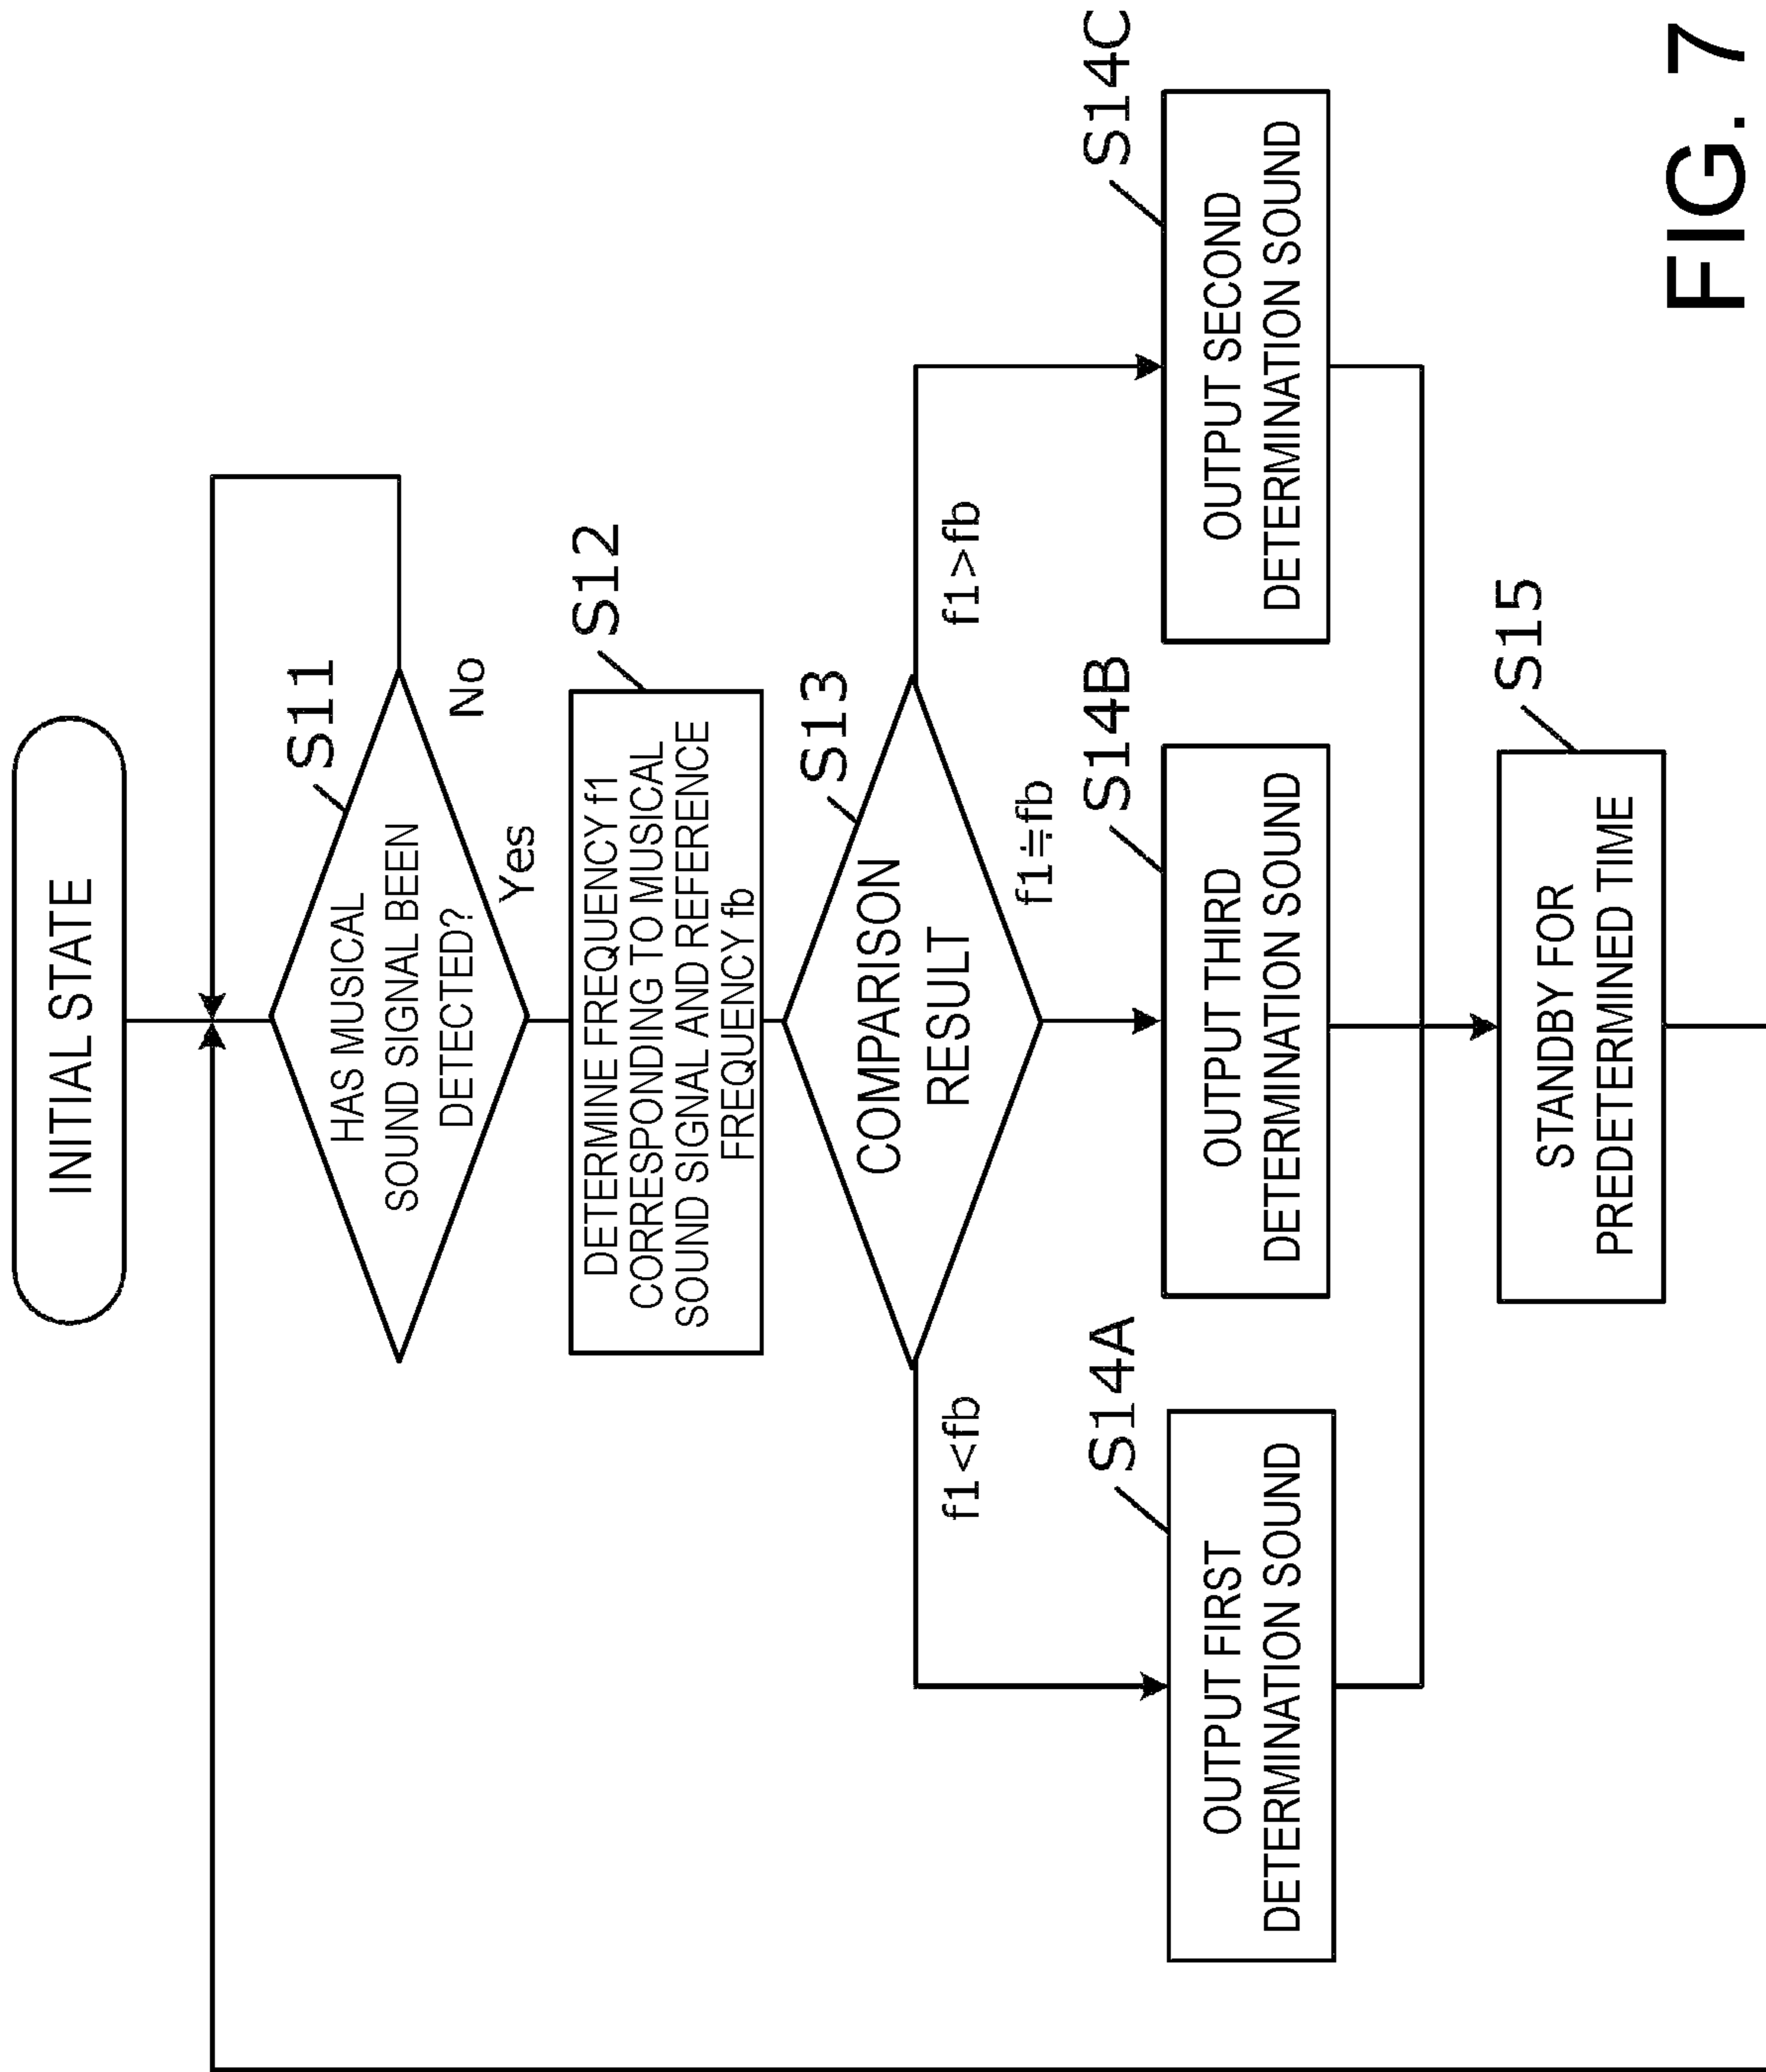 INITIAL STATE
S11
HAS MUSICAL
SOUND SIGNAL BEEN
DETECTED?
No
Yes
S12
DETERMINE FREQUENCY f1
CORRESPONDING TO MUSICAL
SOUND SIGNAL AND REFERENCE
FREQUENCY fb
S13
COMPARISON
RESULT
f1<fb
f1≒fb
f1>fb
S14A
OUTPUT FIRST
DETERMINATION SOUND
S14B
OUTPUT THIRD
DETERMINATION SOUND
S14C
OUTPUT SECOND
DETERMINATION SOUND
S15
STANDBY FOR
PREDETERMINED TIME
FIG. 7